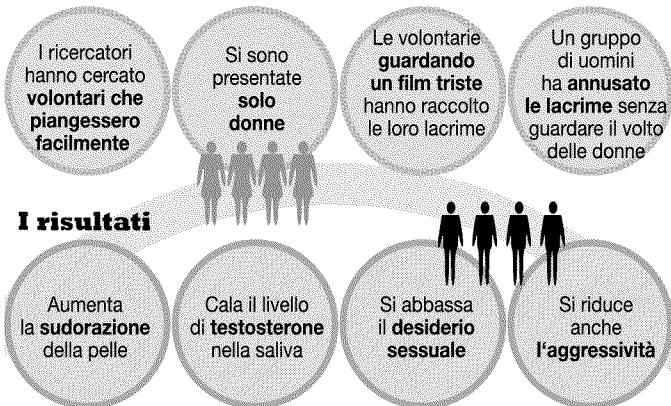 I ricercatori
hanno cercato
volontari che
piangessero
facilmente
Si sono
presentate
solo
donne
Le volontarie
guardando
un film triste
hanno raccolto
le loro lacrime
Un gruppo
di uomini
ha annusato
le lacrime senza
guardare il volto
delle donne
I risultati
Aumenta
la sudorazione
della pelle
Cala il livello
di testosterone
nella saliva
Si abbassa
il desiderio
sessuale
Si riduce
anche
l'aggressività